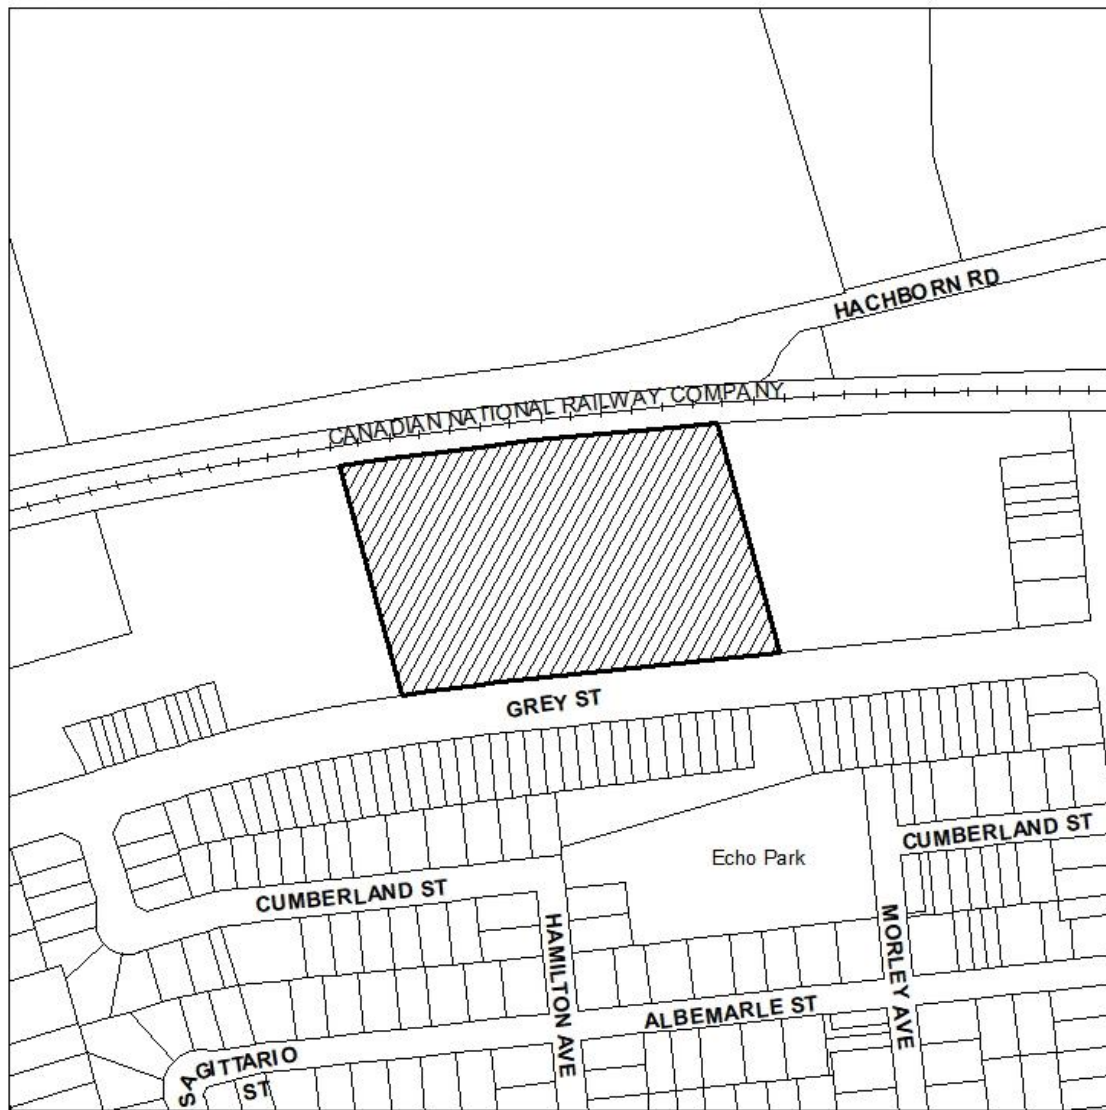 HACHBORN RD
CANADIAN NATIONAL RAILWAY COMPANY
GREY ST
CUMBERLAND ST
Echo Park
CUMBERLAND ST
HAMILTON AVE
MORLEY AVE
ALBEMARLE ST
SAGITTARIO
ST